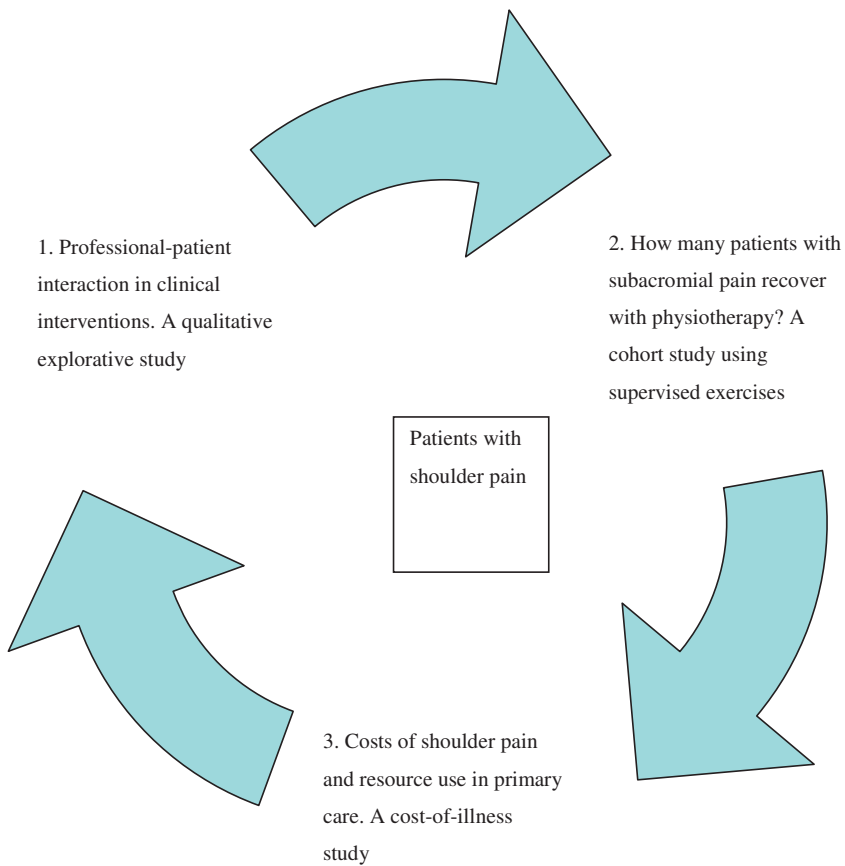 1. Professional-patient
interaction in clinical
interventions. A qualitative
explorative study
2. How many patients with
subacromial pain recover
with physiotherapy? A
cohort study using
supervised exercises
Patients with
shoulder pain
3. Costs of shoulder pain
and resource use in primary
care. A cost-of-illness
study